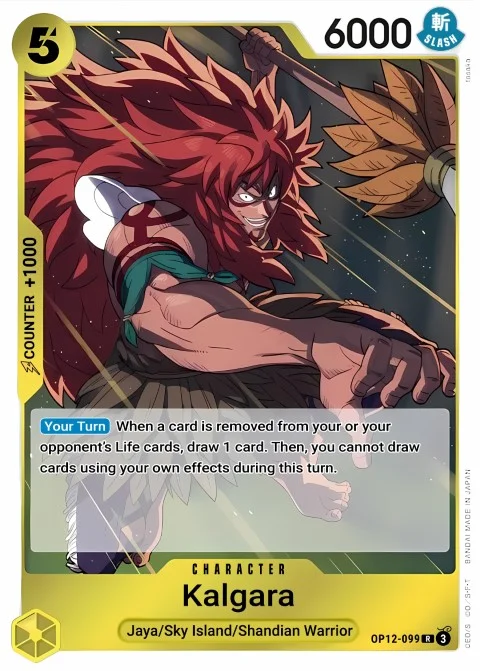 5
6000
斬
SLASH
COUNTER +1000
Your Turn When a card is removed from your or your
opponent's Life cards, draw 1 card. Then, you cannot draw
cards using your own effects during this turn.
CHARACTER
Kalgara
Jaya/Sky Island/Shandian Warrior
OP12-099 R 3
BANDAI MADE IN JAPAN